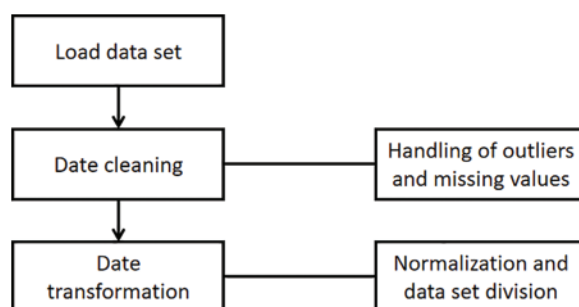 Load data set
Date cleaning
Handling of outliers
and missing values
Date
transformation
Normalization and
data set division